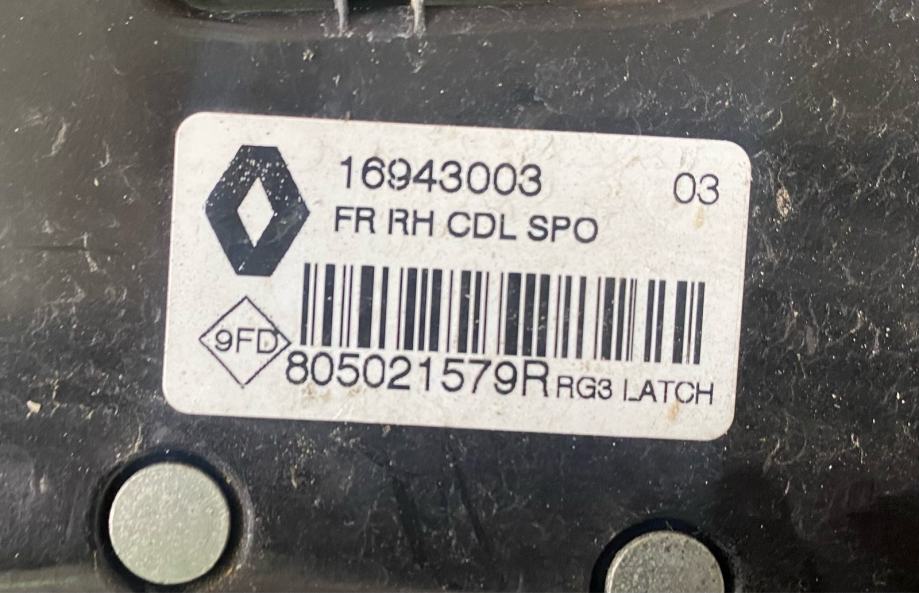 16943003 03
FR RH CDL SPO
9FD
805021579R RG3 LATCH